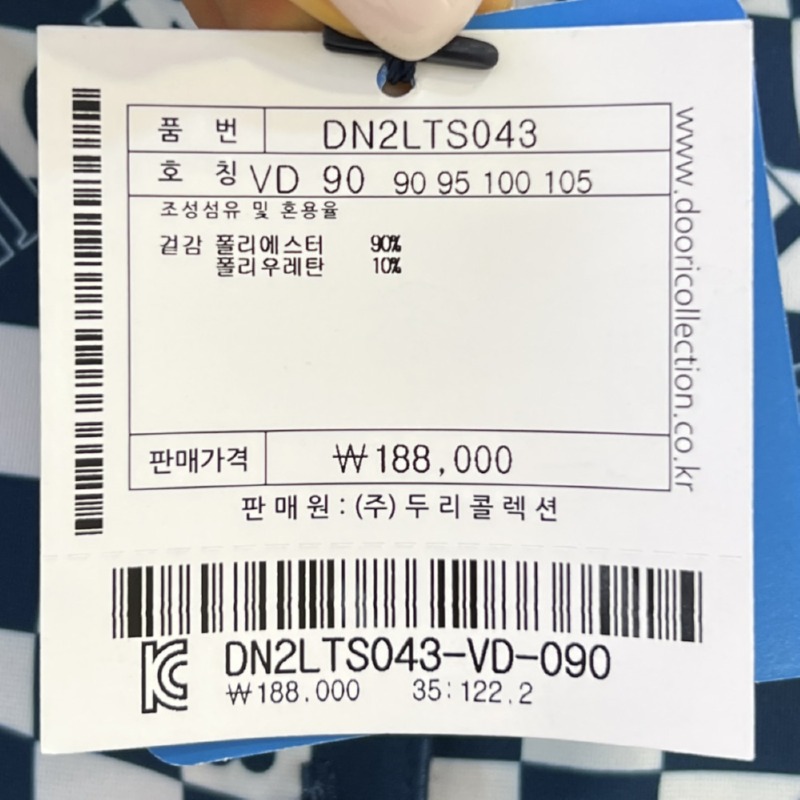 품 번 DN2LTS043
호 칭 VD 90 90 95 100 105
조성섬유 및 혼용율
겉감 폴리에스터 90%
폴리우레탄 10%
판매가격 ₩188,000
판매원:(주)두리콜렉션
www.dooricollection.co.kr
DN2LTS043-VD-090
₩188.000 35:122.2